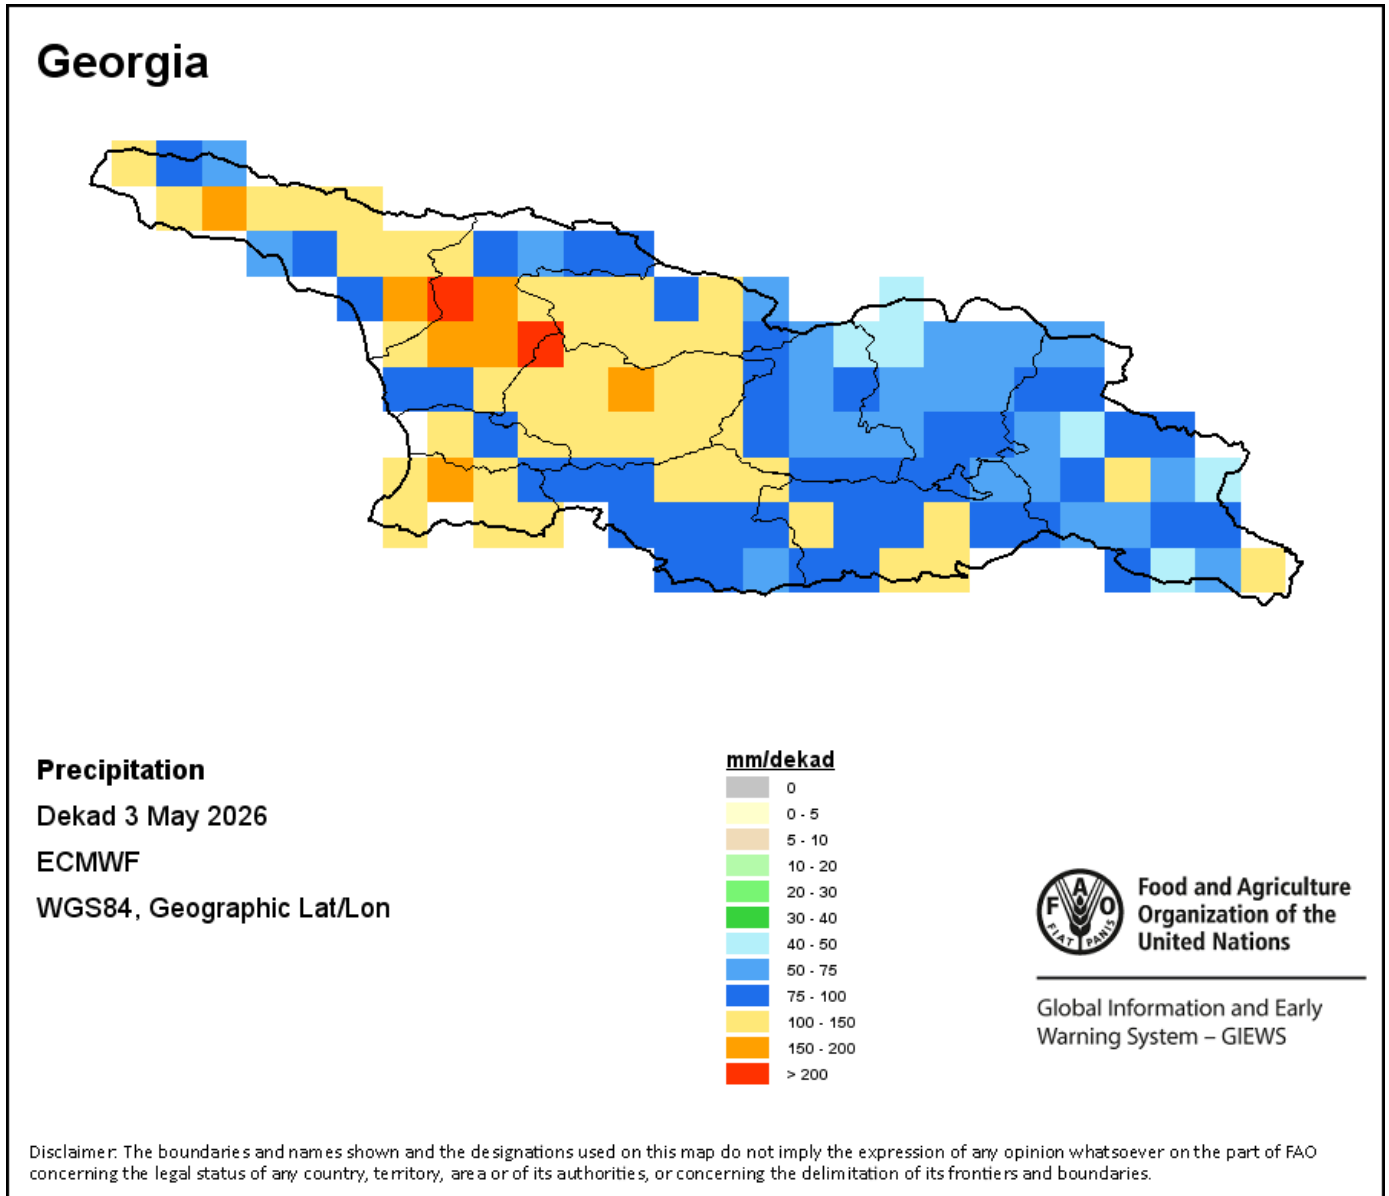 Georgia
Precipitation
Dekad 3 May 2026
ECMWF
WGS84, Geographic Lat/Lon
mm/dekad
0
0 - 5
5 - 10
10 - 20
20 - 30
30 - 40
40 - 50
50 - 75
75 - 100
100 - 150
150 - 200
> 200
F A O
FIAT PANIS
Food and Agriculture
Organization of the
United Nations
Global Information and Early
Warning System – GIEWS
Disclaimer: The boundaries and names shown and the designations used on this map do not imply the expression of any opinion whatsoever on the part of FAO
concerning the legal status of any country, territory, area or of its authorities, or concerning the delimitation of its frontiers and boundaries.